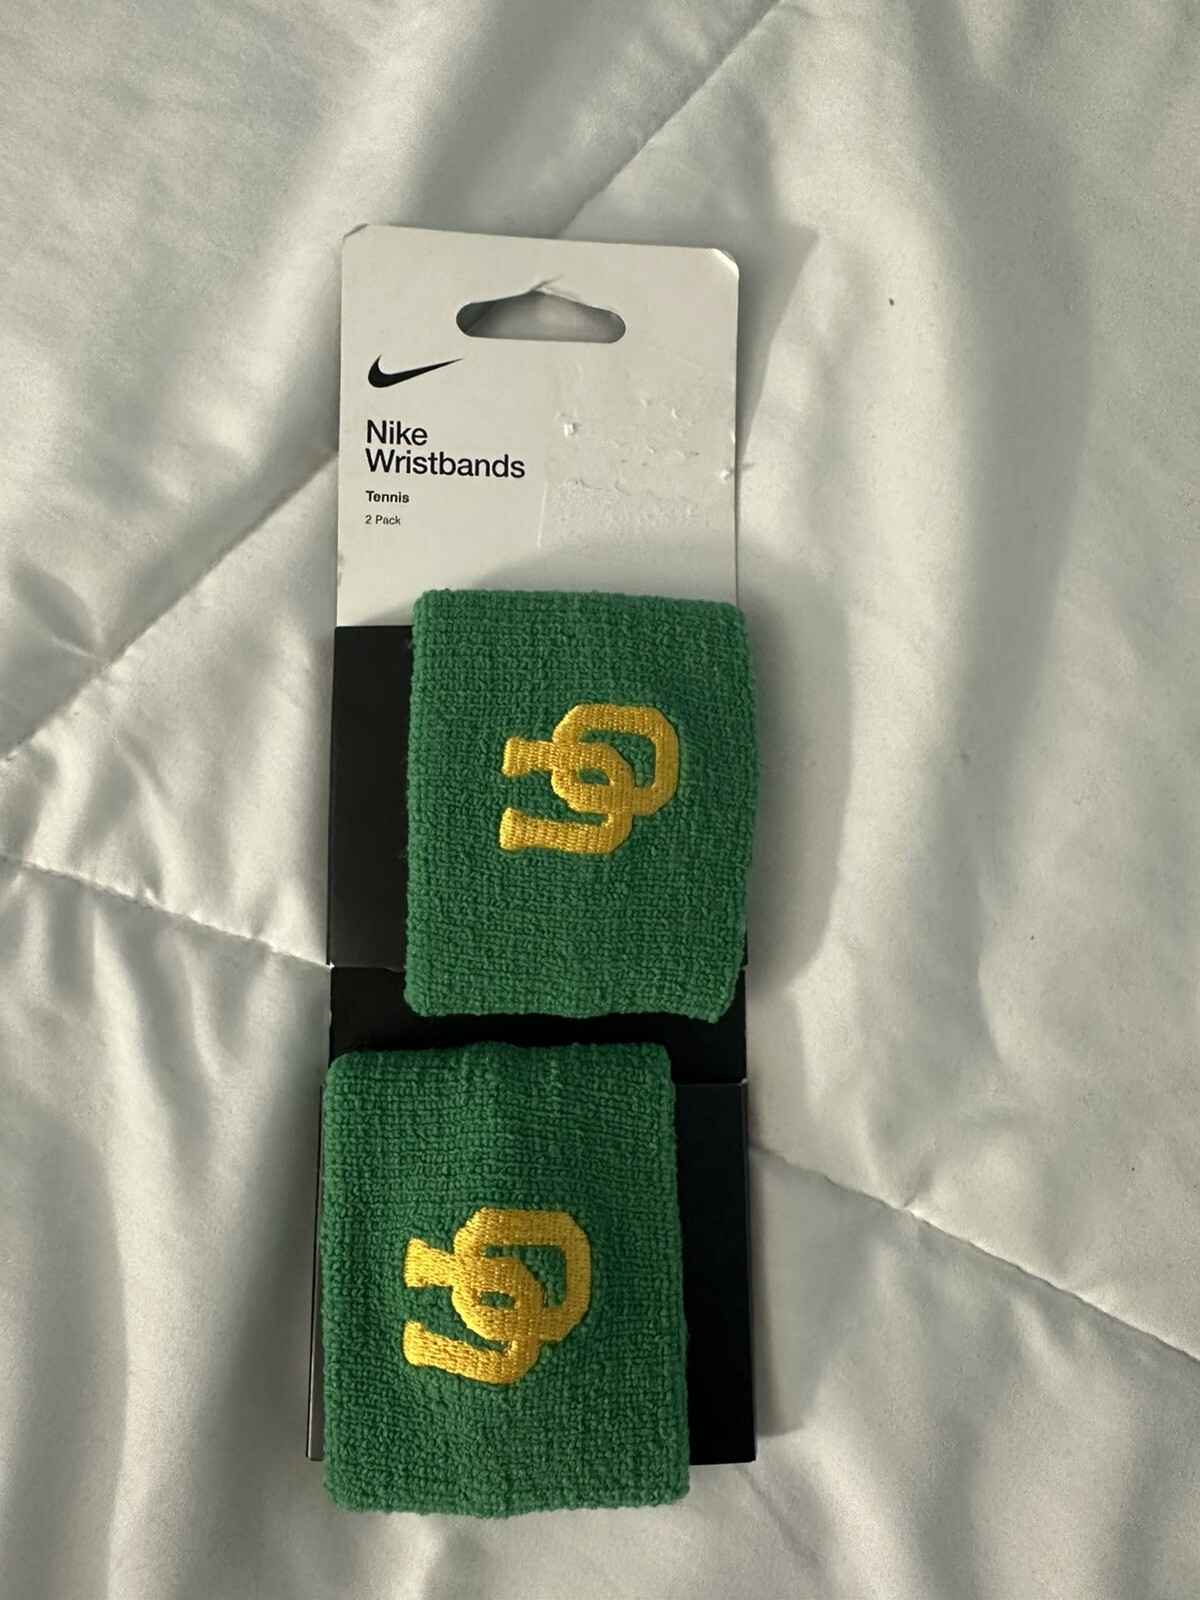 Nike
Wristbands
Tennis
2 Pack